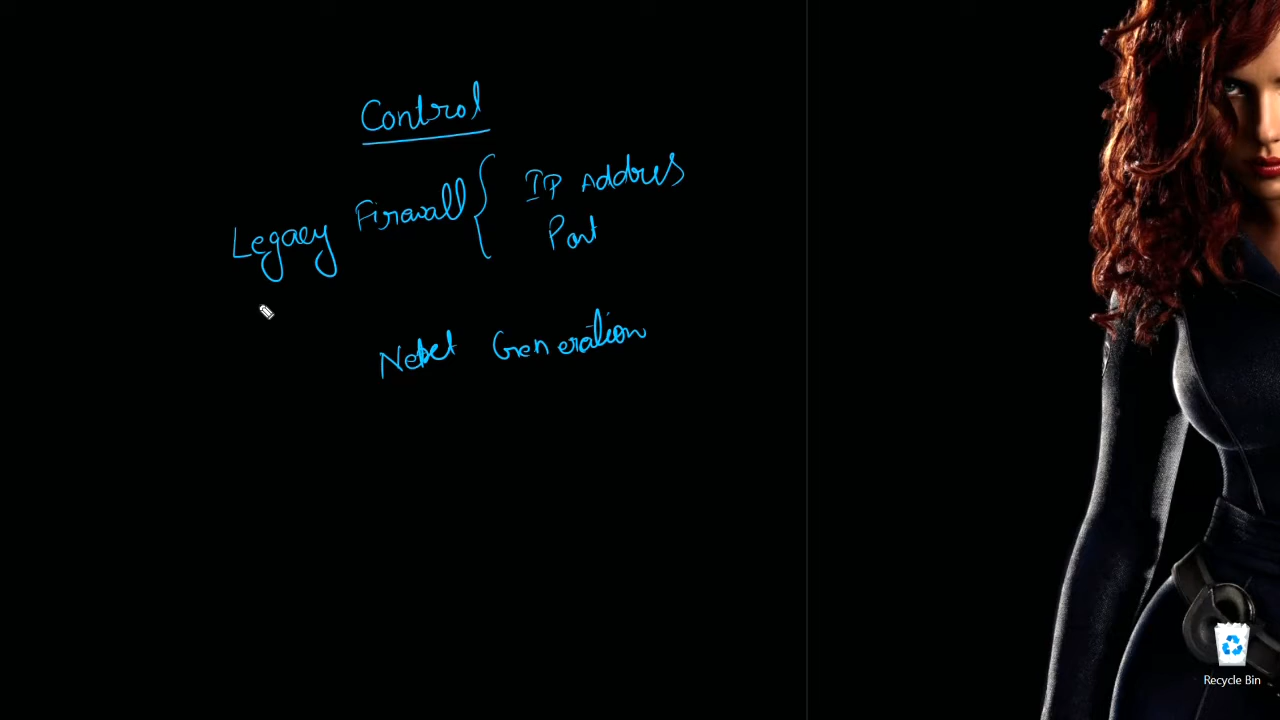 Control
Legacy Firewall { IP Address
Port
Next Generation
Recycle Bin